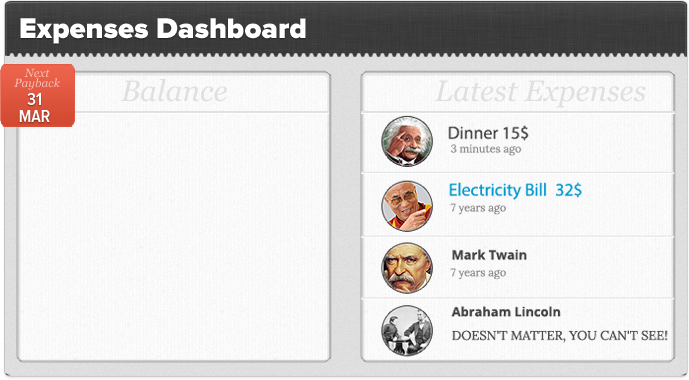 Expenses Dashboard
Next
Payback
31
MAR
Balance
Latest Expenses
Dinner 15$
3 minutes ago
Electricity Bill 32$
7 years ago
Mark Twain
7 years ago
Abraham Lincoln
DOESN'T MATTER, YOU CAN'T SEE!